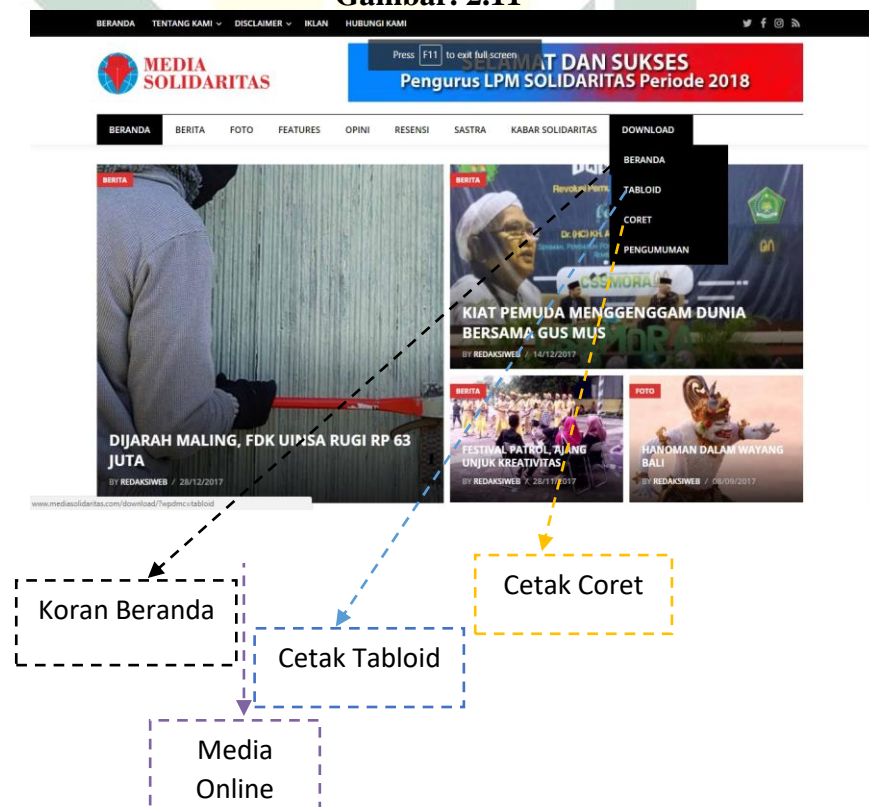 Gambar: 2.11
BERANDA TENTANG KAMI DISCLAIMER IKLAN HUBUNGI KAMI
Press F11 to exit full screen
MEDIA
SOLIDARITAS
SELAMAT DAN SUKSES
Pengurus LPM SOLIDARITAS Periode 2018
BERANDA BERITA FOTO FEATURES OPINI RESENSI SASTRA KABAR SOLIDARITAS DOWNLOAD
BERANDA
TABLOID
CORET
PENGUMUMAN
BERITA
DIJARAH MALING, FDK UINSA RUGI RP 63
JUTA
BY REDAKSIWEB / 28/12/2017
BERITA
Dr. (HC) KH. A
CSSMORA
KIAT PEMUDA MENGGENGGAM DUNIA
BERSAMA GUS MUS
BY REDAKSIWEB / 14/12/2017
BERITA
FESTIVAL PATROL, AJANG
UNJUK KREATIVITAS
BY REDAKSIWEB / 28/11/2017
FOTO
HANOMAN DALAM WAYANG
BALI
BY REDAKSIWEB / 08/09/2017
www.mediasolidaritas.com/download/?wpdmc=tabloid
Koran Beranda
Cetak Tabloid
Cetak Coret
Media
Online